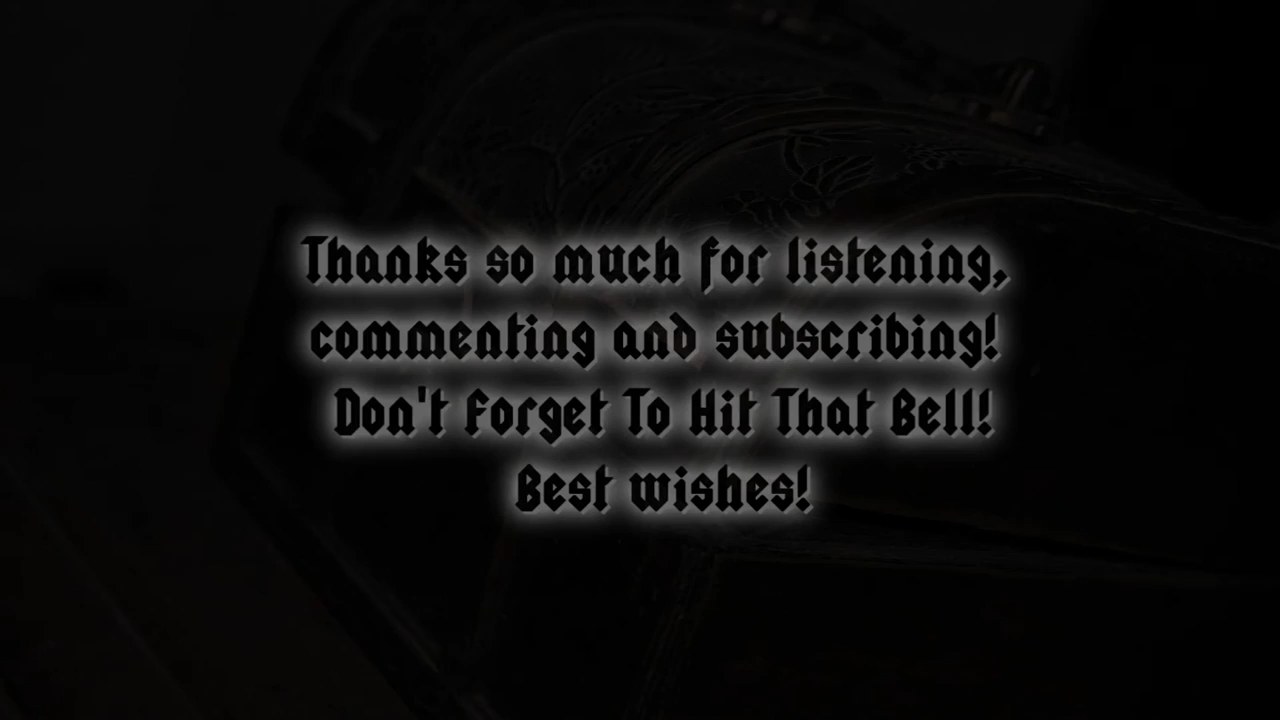 Thanks so much for listening,
commenting and subscribing!
Don't Forget To Hit That Bell!
Best wishes!